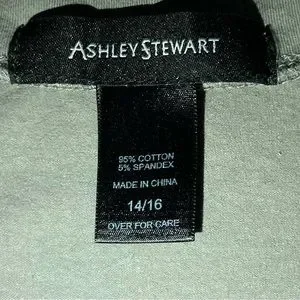 ASHLEY STEWART
95% COTTON
5% SPANDEX
MADE IN CHINA
14/16
OVER FOR CARE